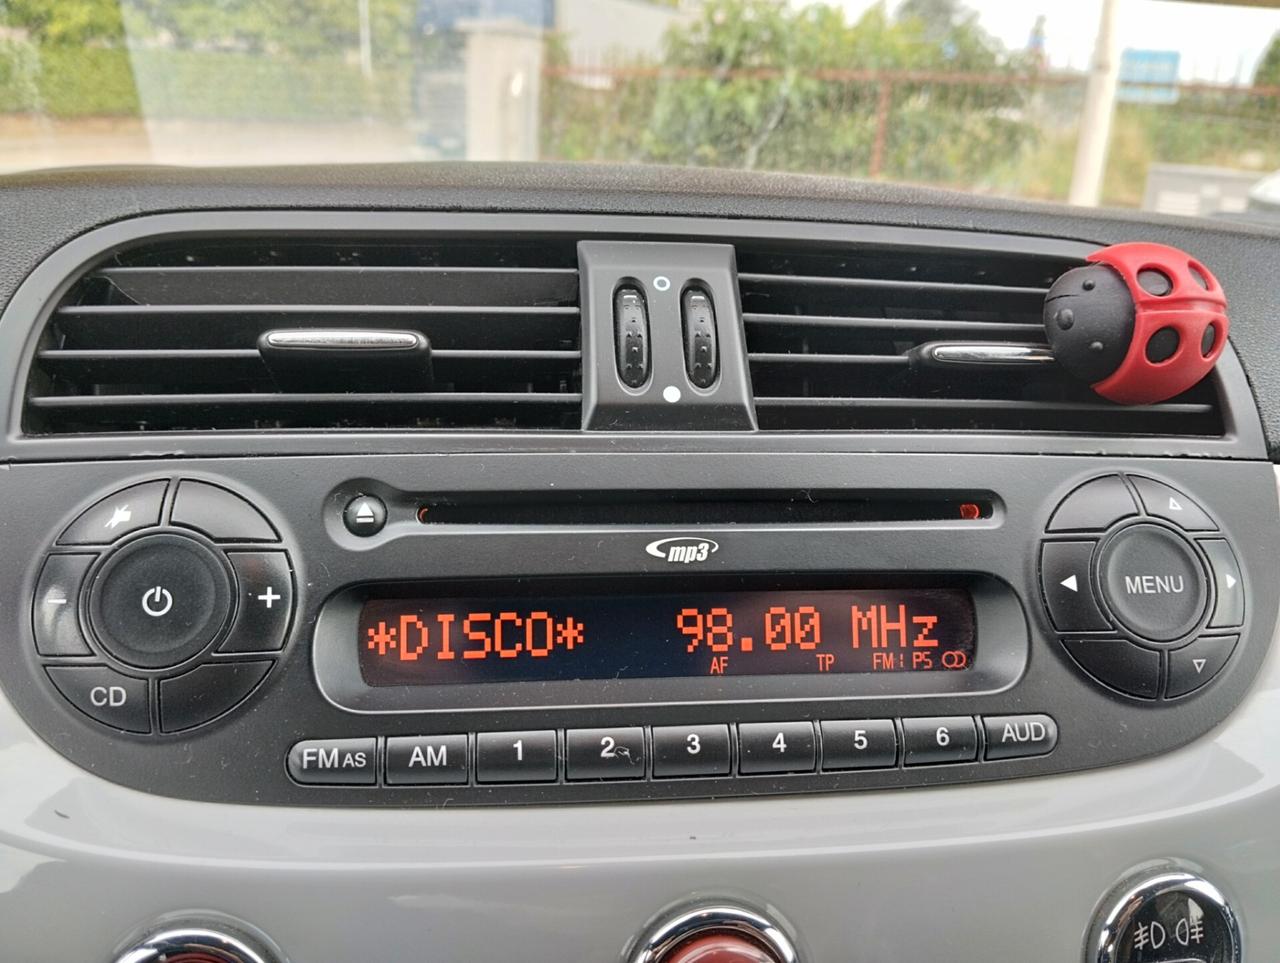 mp3
*DISCO* 98.00 MHz
AF TP FM1 PS
MENU
CD
FM AS AM 1 2 3 4 5 6 AUD